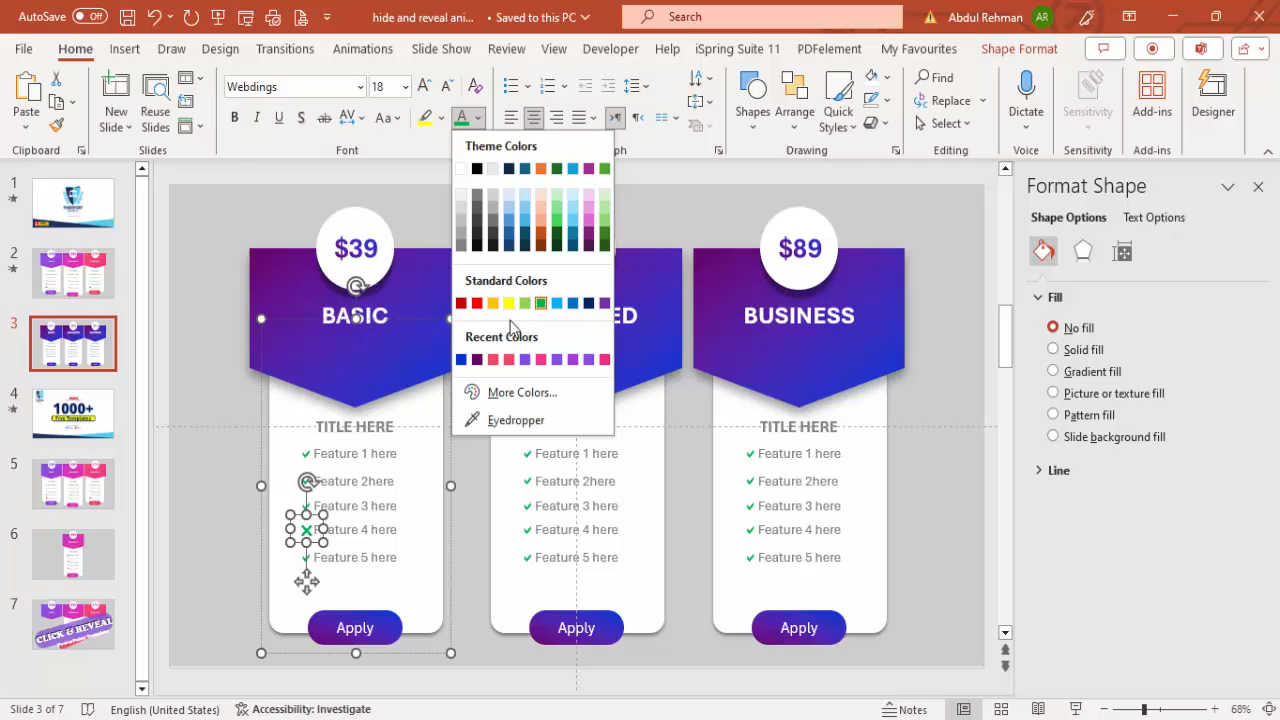 AutoSave Off hide and reveal ani... • Saved to this PC Search Abdul Rehman AR
File Home Insert Draw Design Transitions Animations Slide Show Review View Developer Help iSpring Suite 11 PDFelement My Favourites Shape Format
Paste New Slide Reuse Slides Webdings 18 Shapes Arrange Quick Styles Find Replace Select Dictate Sensitivity Add-ins Designer
Clipboard Slides Font ph Drawing Editing Voice Sensitivity Add-ins
Theme Colors
Standard Colors
Recent Colors
More Colors...
Eyedropper
1
2
3
4
1000+
5
6
7
CLICK & REVEAL
$39
BASIC
TITLE HERE
Feature 1 here
Feature 2here
Feature 3 here
Feature 4 here
Feature 5 here
Apply
ED
Feature 1 here
Feature 2here
Feature 3 here
Feature 4 here
Feature 5 here
Apply
$89
BUSINESS
TITLE HERE
Feature 1 here
Feature 2here
Feature 3 here
Feature 4 here
Feature 5 here
Apply
Format Shape
Shape Options Text Options
Fill
No fill
Solid fill
Gradient fill
Picture or texture fill
Pattern fill
Slide background fill
Line
Slide 3 of 7 English (United States) Accessibility: Investigate Notes 68%